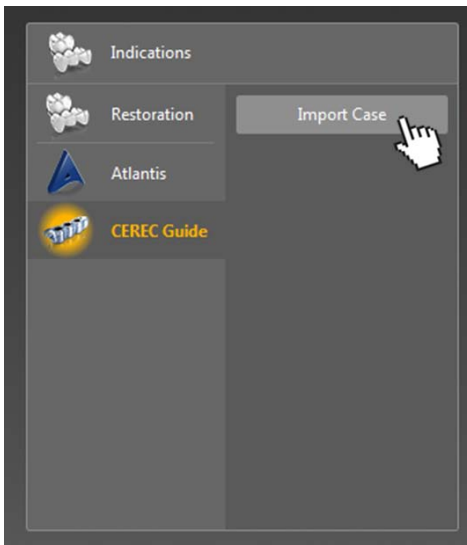 Indications
Restoration
Import Case
Atlantis
CEREC Guide